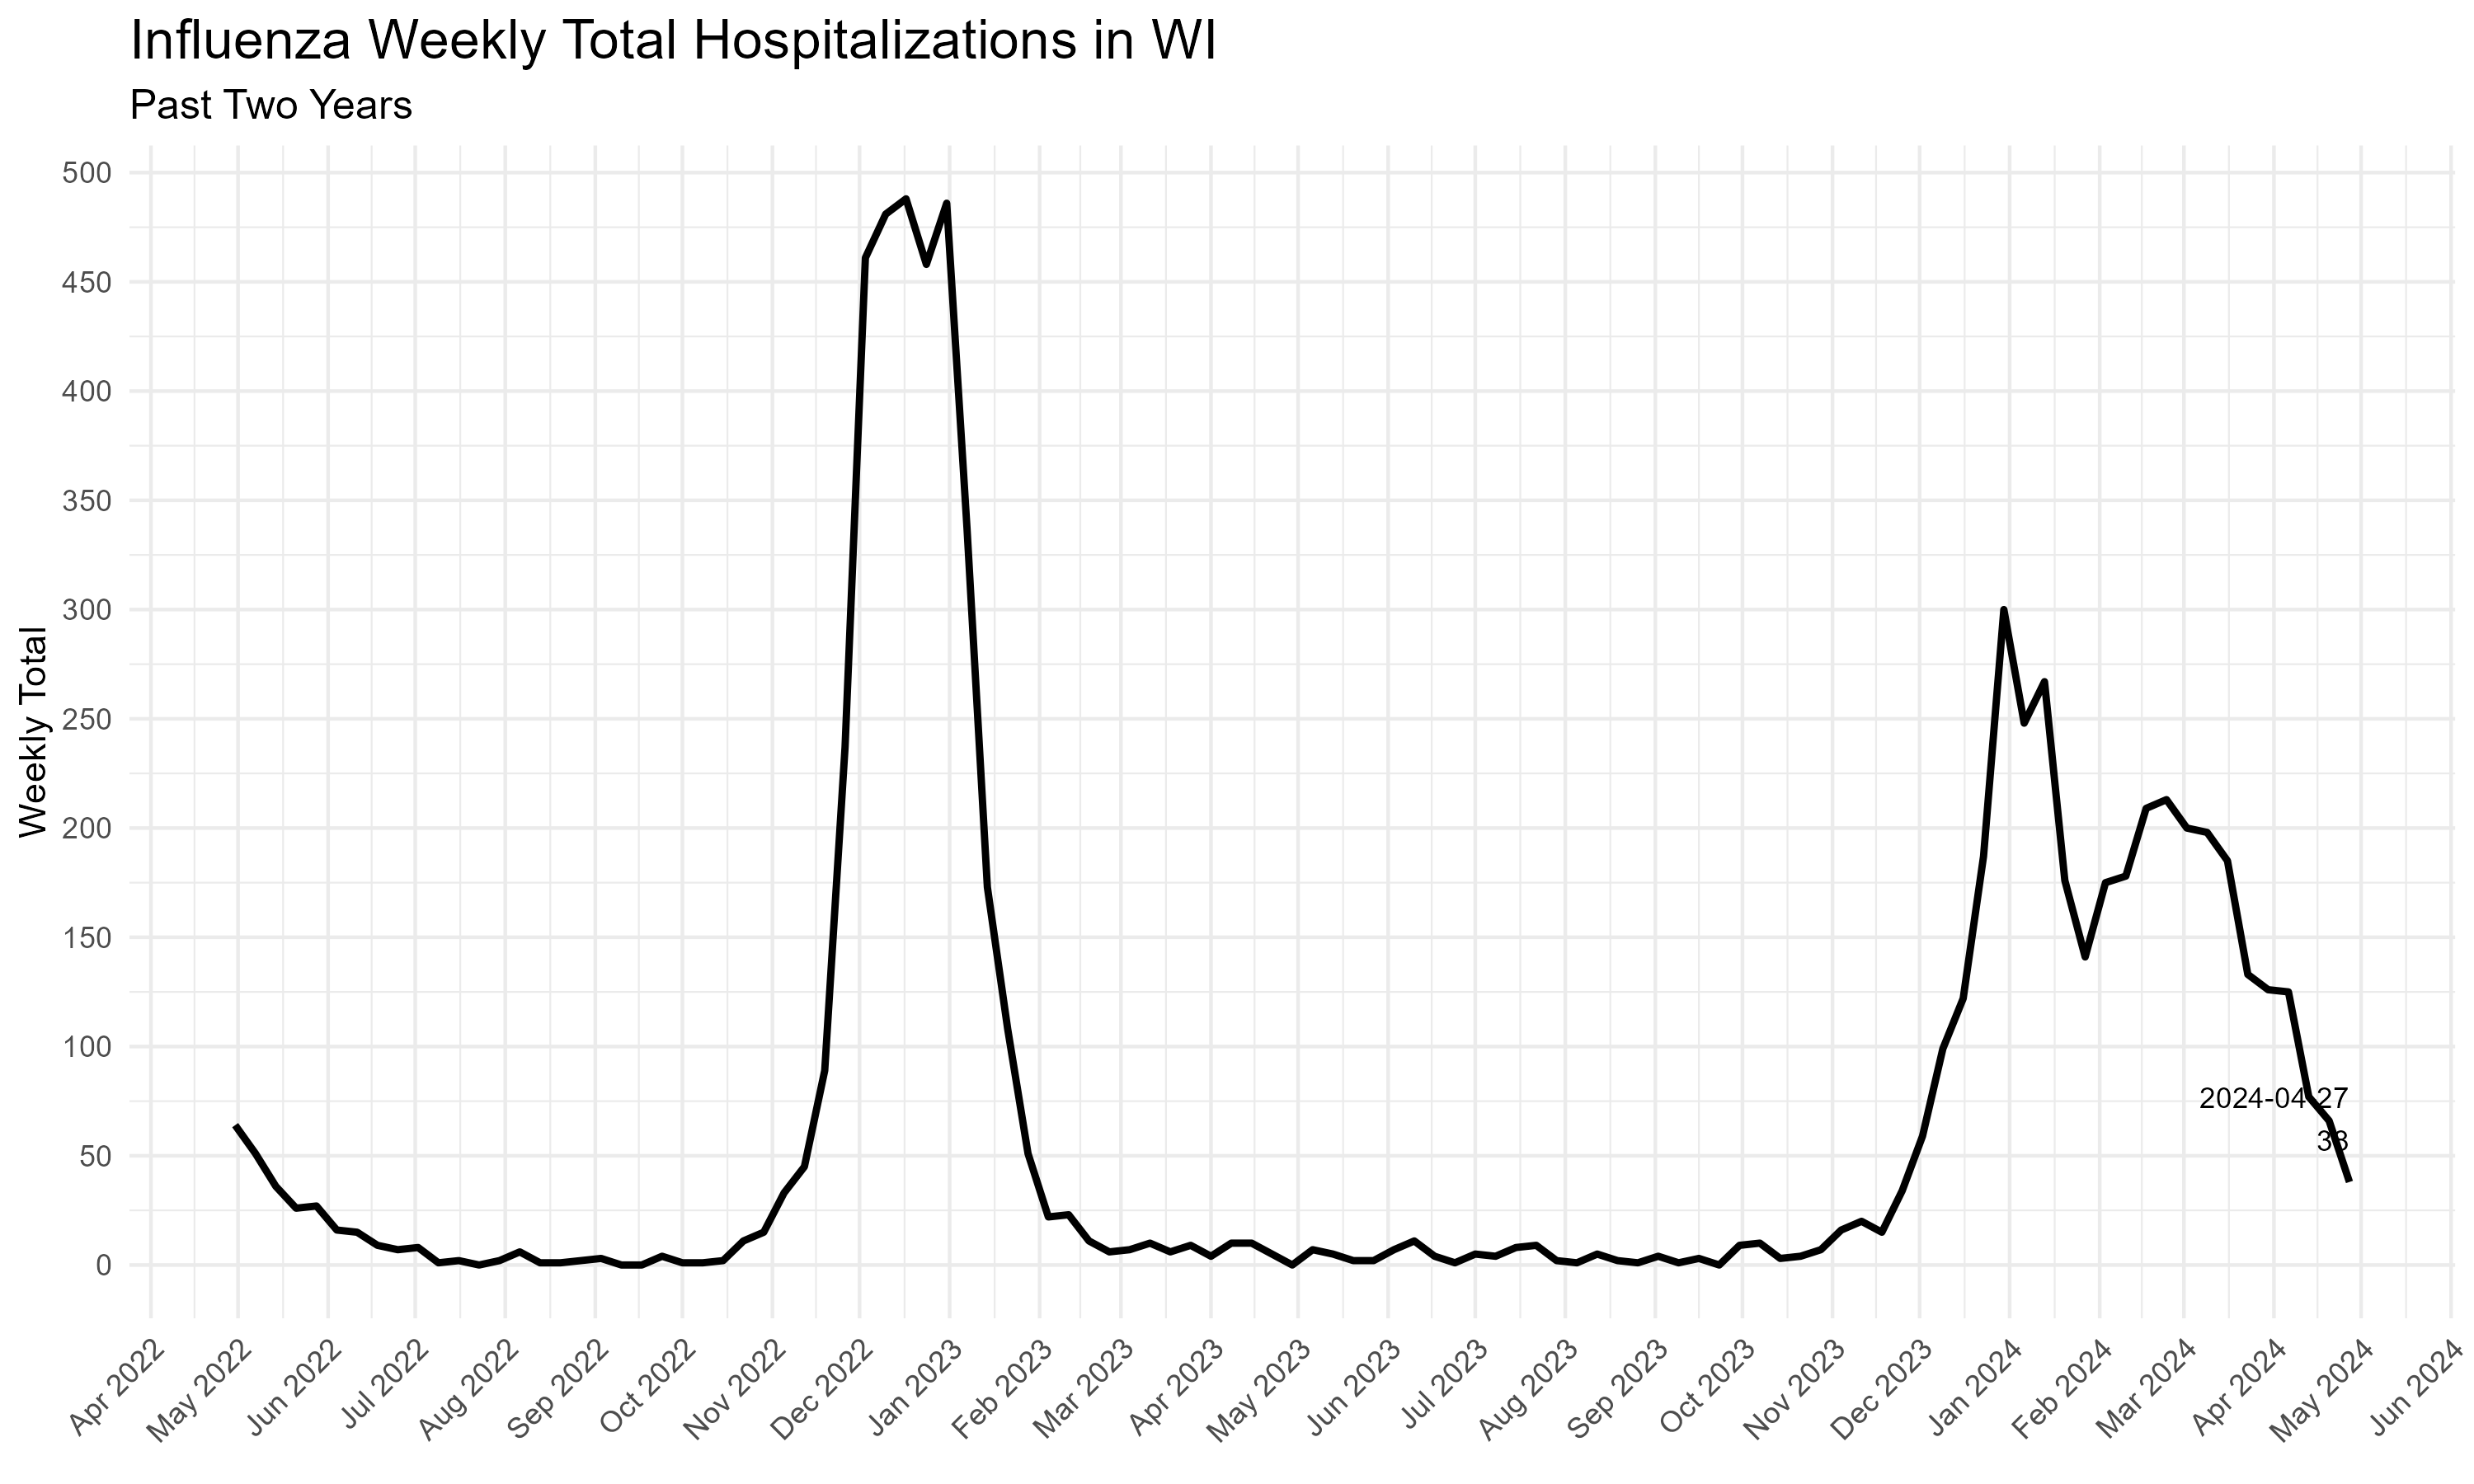 Influenza Weekly Total Hospitalizations in WI
Past Two Years
Weekly Total
500
450
400
350
300
250
200
150
100
50
0
2024-04-27
38
Apr 2022
May 2022
Jun 2022
Jul 2022
Aug 2022
Sep 2022
Oct 2022
Nov 2022
Dec 2022
Jan 2023
Feb 2023
Mar 2023
Apr 2023
May 2023
Jun 2023
Jul 2023
Aug 2023
Sep 2023
Oct 2023
Nov 2023
Dec 2023
Jan 2024
Feb 2024
Mar 2024
Apr 2024
May 2024
Jun 2024